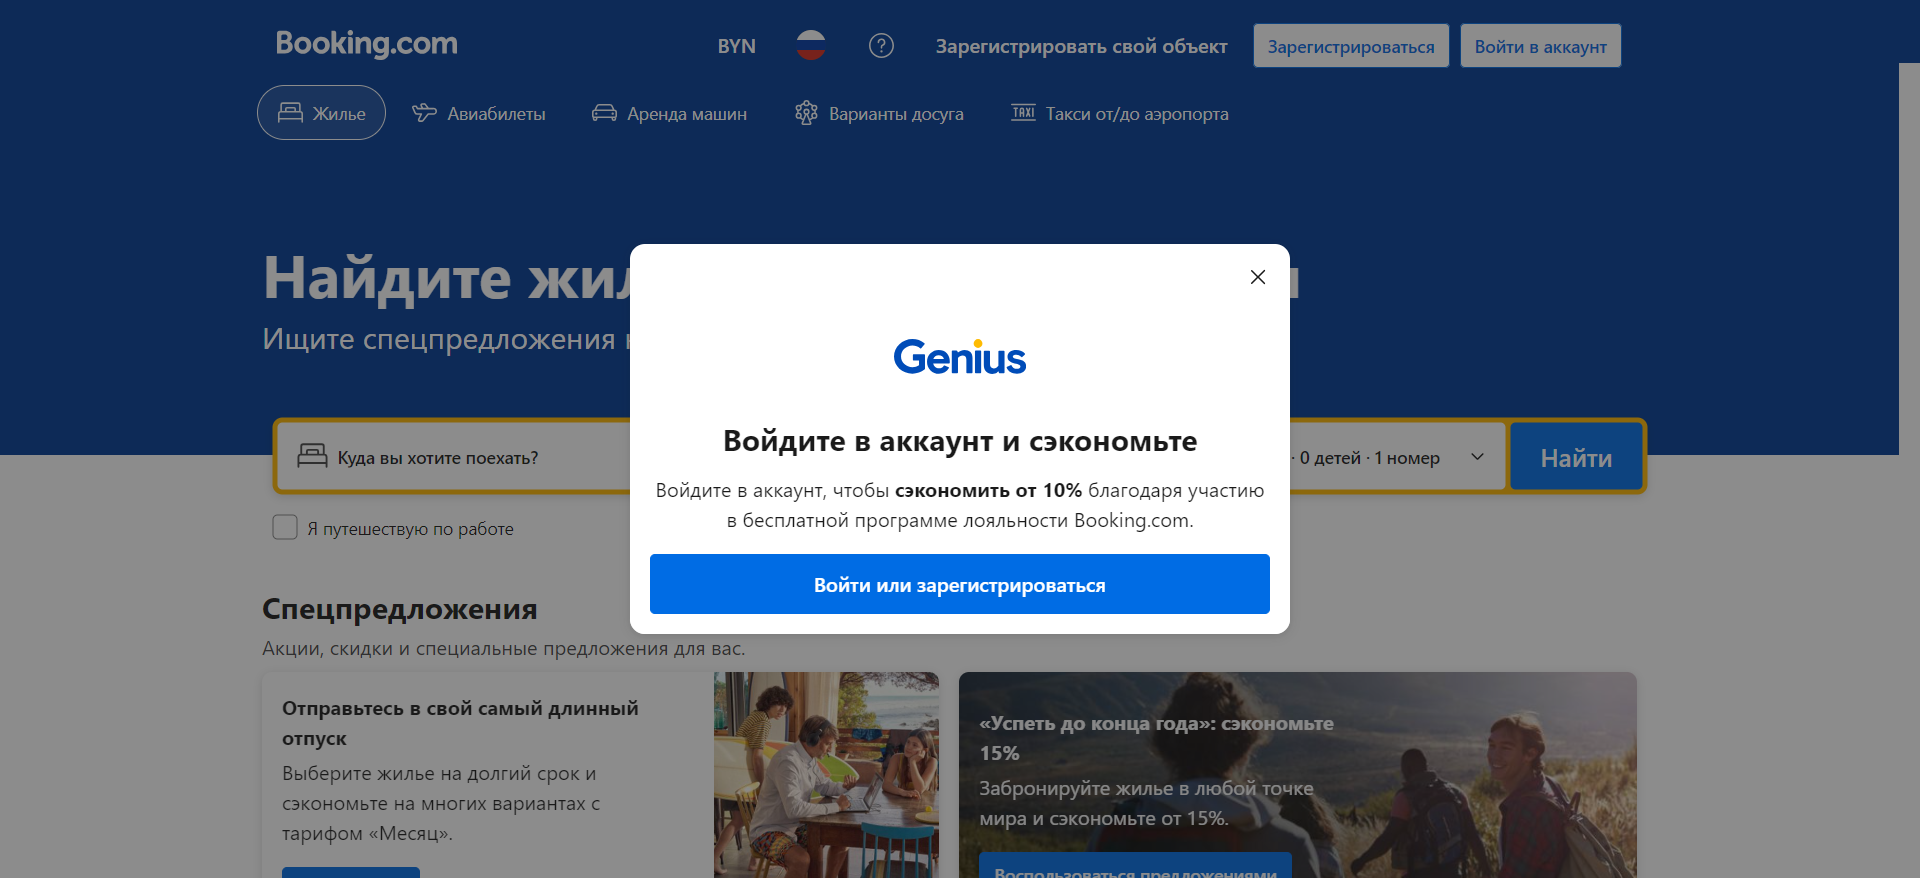 Booking.com
BYN
Зарегистрировать свой объект
Зарегистрироваться
Войти в аккаунт
Жилье
Авиабилеты
Аренда машин
Варианты досуга
TAXI
Такси от/до аэропорта
Найдите
Ищите спецпредложения
Genius
Войдите в аккаунт и сэкономьте
Войдите в аккаунт, чтобы сэкономить от 10% благодаря участию
в бесплатной программе лояльности Booking.com.
Войти или зарегистрироваться
Куда вы хотите поехать?
· 0 детей · 1 номер
Найти
Я путешествую по работе
Спецпредложения
Акции, скидки и специальные предложения для вас.
Отправьтесь в свой самый длинный
отпуск
Выберите жилье на долгий срок и
сэкономьте на многих вариантах с
тарифом «Месяц».
«Успеть до конца года»: сэкономьте
15%
Забронируйте жилье в любой точке
мира и сэкономьте от 15%.
Воспользоваться предложениями